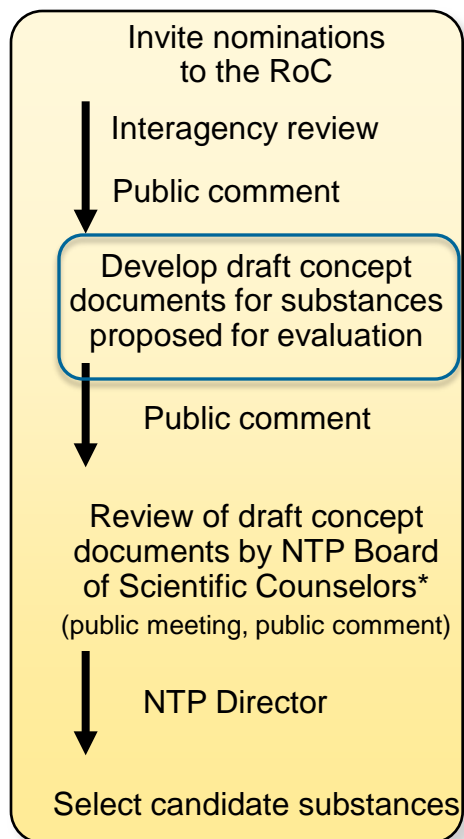 Invite nominations
to the RoC
Interagency review
Public comment
Develop draft concept
documents for substances
proposed for evaluation
Public comment
Review of draft concept
documents by NTP Board
of Scientific Counselors*
(public meeting, public comment)
NTP Director
Select candidate substances